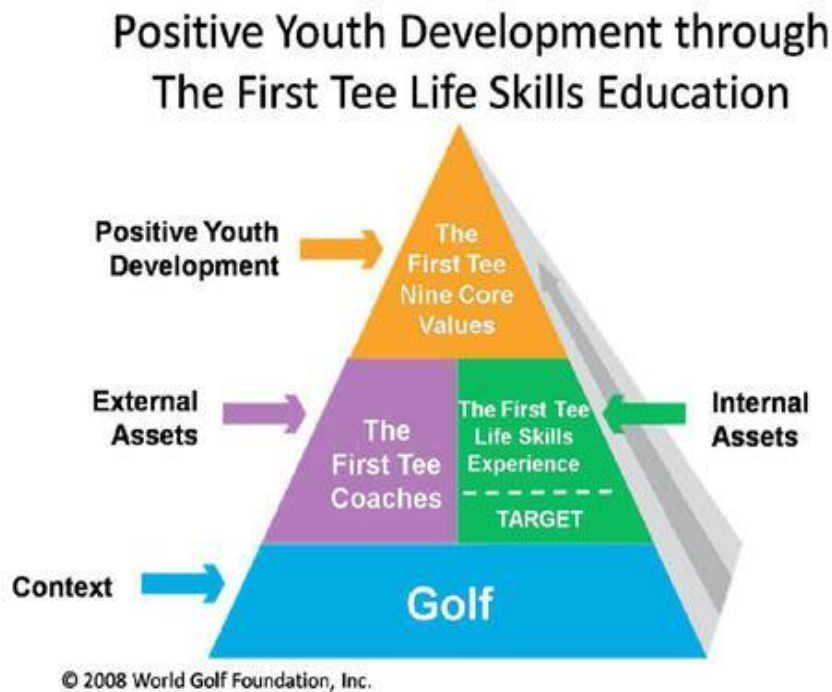 Positive Youth Development through
The First Tee Life Skills Education
Positive Youth
Development
The
First Tee
Nine Core
Values
External
Assets
The
First Tee
Coaches
The First Tee
Life Skills
Experience
TARGET
Internal
Assets
Context
Golf
© 2008 World Golf Foundation, Inc.